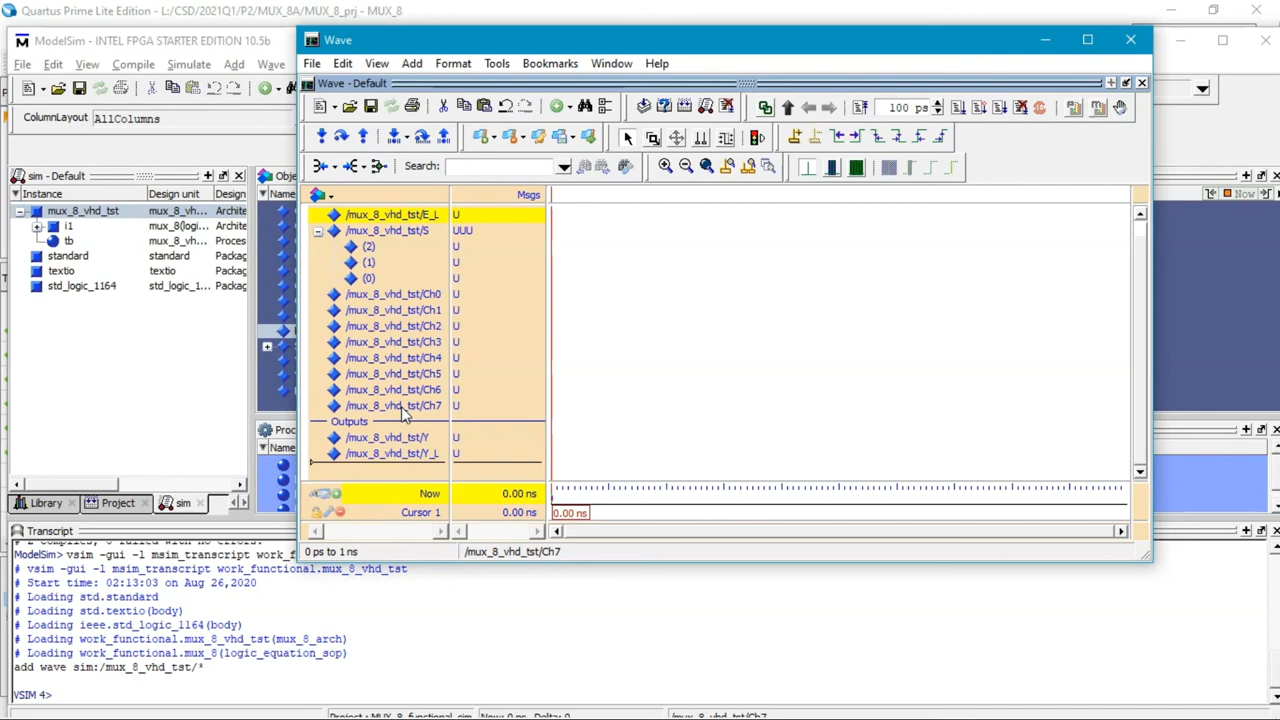 Quartus Prime Lite Edition - L:/CSD/2021Q1/P2/MUX_8A/MUX_8_prj - MUX_8
ModelSim - INTEL FPGA STARTER EDITION 10.5b
File Edit View Compile Simulate Add Wave
ColumnLayout AllColumns
sim - Default
Instance Design unit Design
mux_8_vhd_tst mux_8_vh... Archite
i1 mux_8(logi... Archite
tb mux_8_vh... Proces
standard standard Packag
textio textio Packag
std_logic_1164 std_logic_1... Packag
Library Project sim
Wave
File Edit View Add Format Tools Bookmarks Window Help
Wave - Default
100 ps
Search:
Msgs
/mux_8_vhd_tst/E_L U
/mux_8_vhd_tst/S UUU
(2) U
(1) U
(0) U
/mux_8_vhd_tst/Ch0 U
/mux_8_vhd_tst/Ch1 U
/mux_8_vhd_tst/Ch2 U
/mux_8_vhd_tst/Ch3 U
/mux_8_vhd_tst/Ch4 U
/mux_8_vhd_tst/Ch5 U
/mux_8_vhd_tst/Ch6 U
/mux_8_vhd_tst/Ch7 U
Outputs
/mux_8_vhd_tst/Y U
/mux_8_vhd_tst/Y_L U
Now 0.00 ns
Cursor 1 0.00 ns
0.00 ns
0 ps to 1 ns /mux_8_vhd_tst/Ch7
Now
Transcript
ModelSim> vsim -gui -l msim_transcript work_f
# vsim -gui -l msim_transcript work_functional.mux_8_vhd_tst
# Start time: 02:13:03 on Aug 26,2020
# Loading std.standard
# Loading std.textio(body)
# Loading ieee.std_logic_1164(body)
# Loading work_functional.mux_8_vhd_tst(mux_8_arch)
# Loading work_functional.mux_8(logic_equation_sop)
add wave sim:/mux_8_vhd_tst/*
VSIM 4>